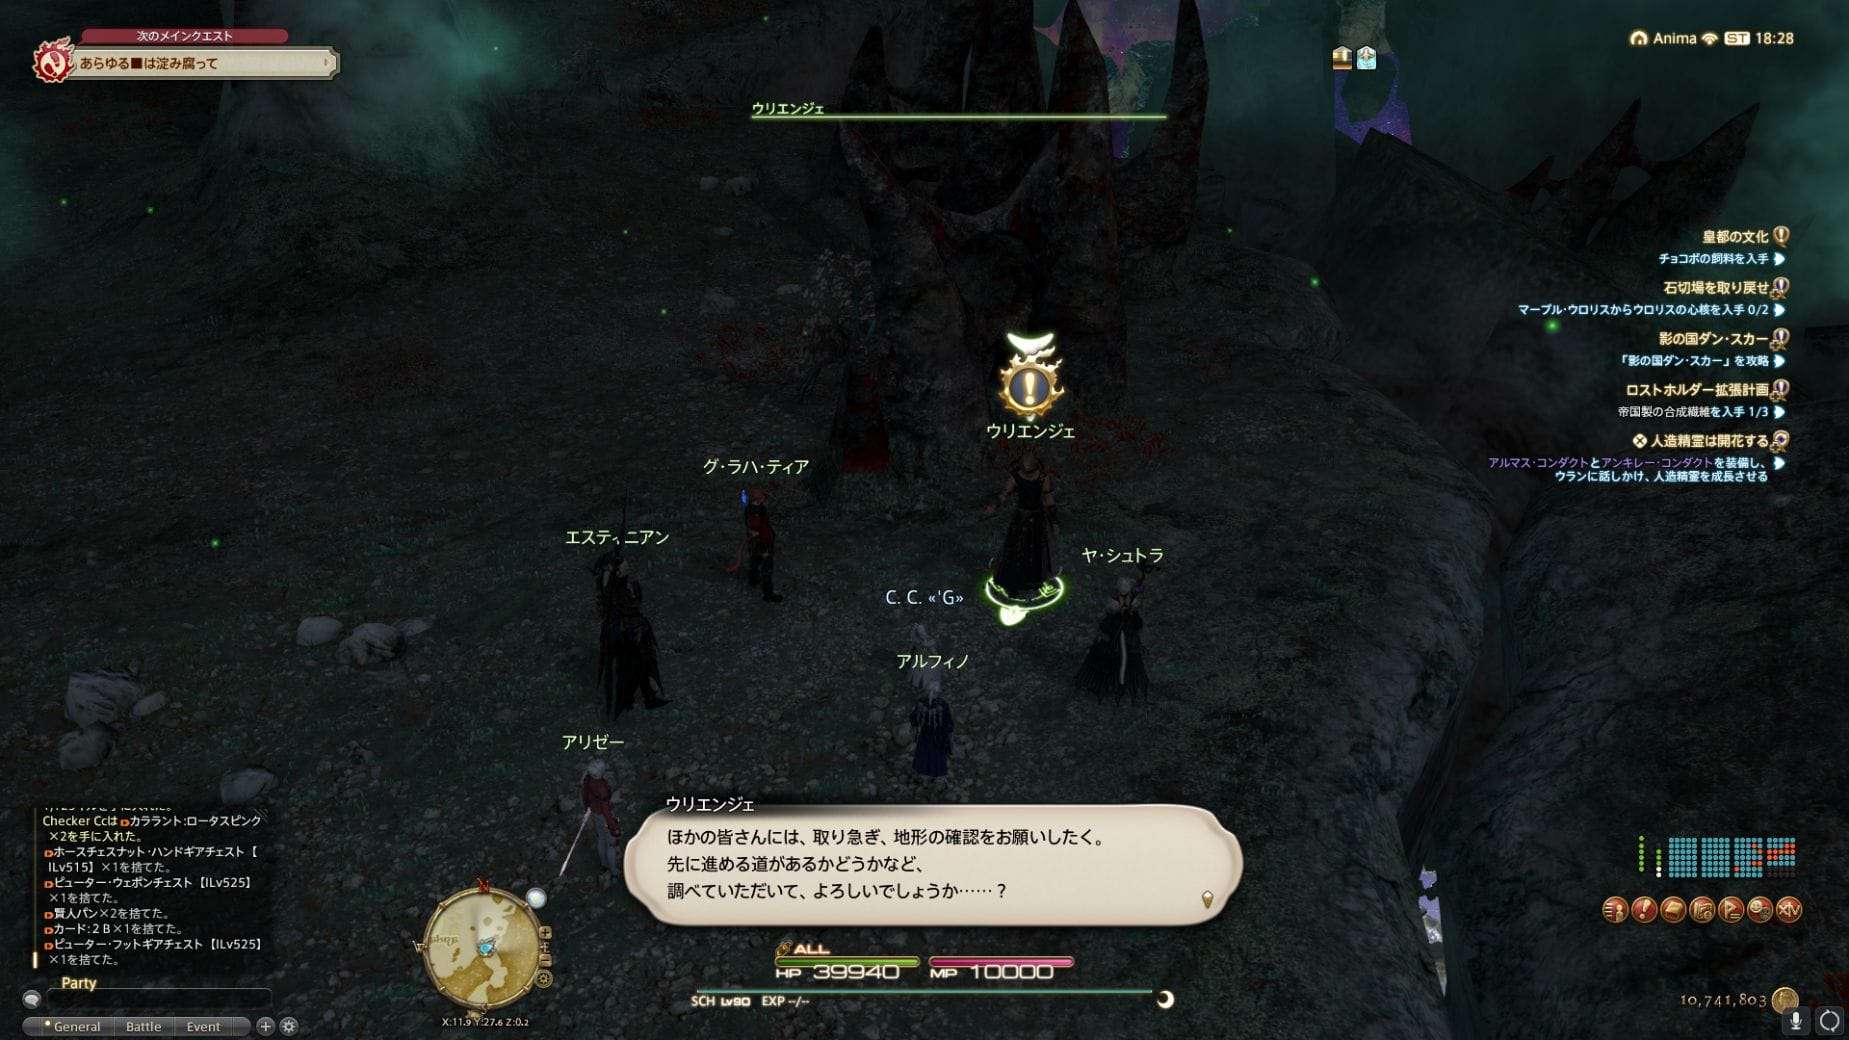 次のメインクエスト
あらゆる■は淀み腐って
Anima ST 18:28
ウリエンジェ
皇都の文化
チョコボの飼料を入手
石切場を取り戻せ
マーブル・ウロリスからウロリスの心核を入手 0/2
影の国ダン・スカー
「影の国ダン・スカー」を攻略
ロストホルダー拡張計画
帝国製の合成繊維を入手 1/3
人造精霊は開花する
アルマス・コンダクトとアンキレー・コンダクトを装備し、
ウランに話しかけ、人造精霊を成長させる
ウリエンジェ
グ・ラハ・ティア
エスティニアン
ヤ・シュトラ
C. C. «'G»
アルフィノ
アリゼー
ウリエンジェ
ほかの皆さんには、取り急ぎ、地形の確認をお願いしたく。
先に進める道があるかどうかなど、
調べていただいて、よろしいでしょうか……？
Checker Ccは カララント:ロータスピンク
×2を手に入れた。
ホースチェスナット・ハンドギアチェスト【
ILv515】×1を捨てた。
ピューター・ウェポンチェスト【ILv525】
×1を捨てた。
賢人パン×2を捨てた。
カード:２Ｂ×1を捨てた。
ピューター・フットギアチェスト【ILv525】
×1を捨てた。
Party
General Battle Event
N
W
X:11.9 Y:27.6 Z:0.2
ALL
HP 39940 MP 10000
SCH Lv90 EXP --/--
XIV
10,741,803